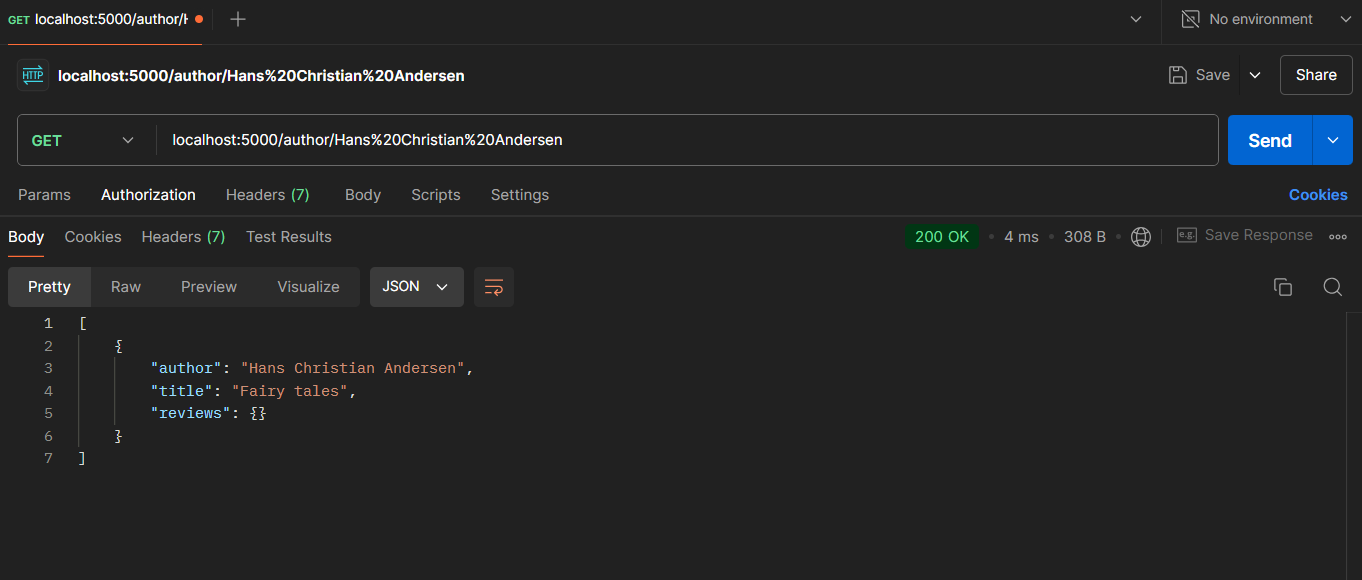 GET localhost:5000/author/H
No environment
HTTP localhost:5000/author/Hans%20Christian%20Andersen
Save
Share
GET localhost:5000/author/Hans%20Christian%20Andersen
Send
Params Authorization Headers (7) Body Scripts Settings
Cookies
Body Cookies Headers (7) Test Results
200 OK • 4 ms • 308 B • e.g. Save Response
Pretty Raw Preview Visualize JSON
1 [
2 {
3 "author": "Hans Christian Andersen",
4 "title": "Fairy tales",
5 "reviews": {}
6 }
7 ]